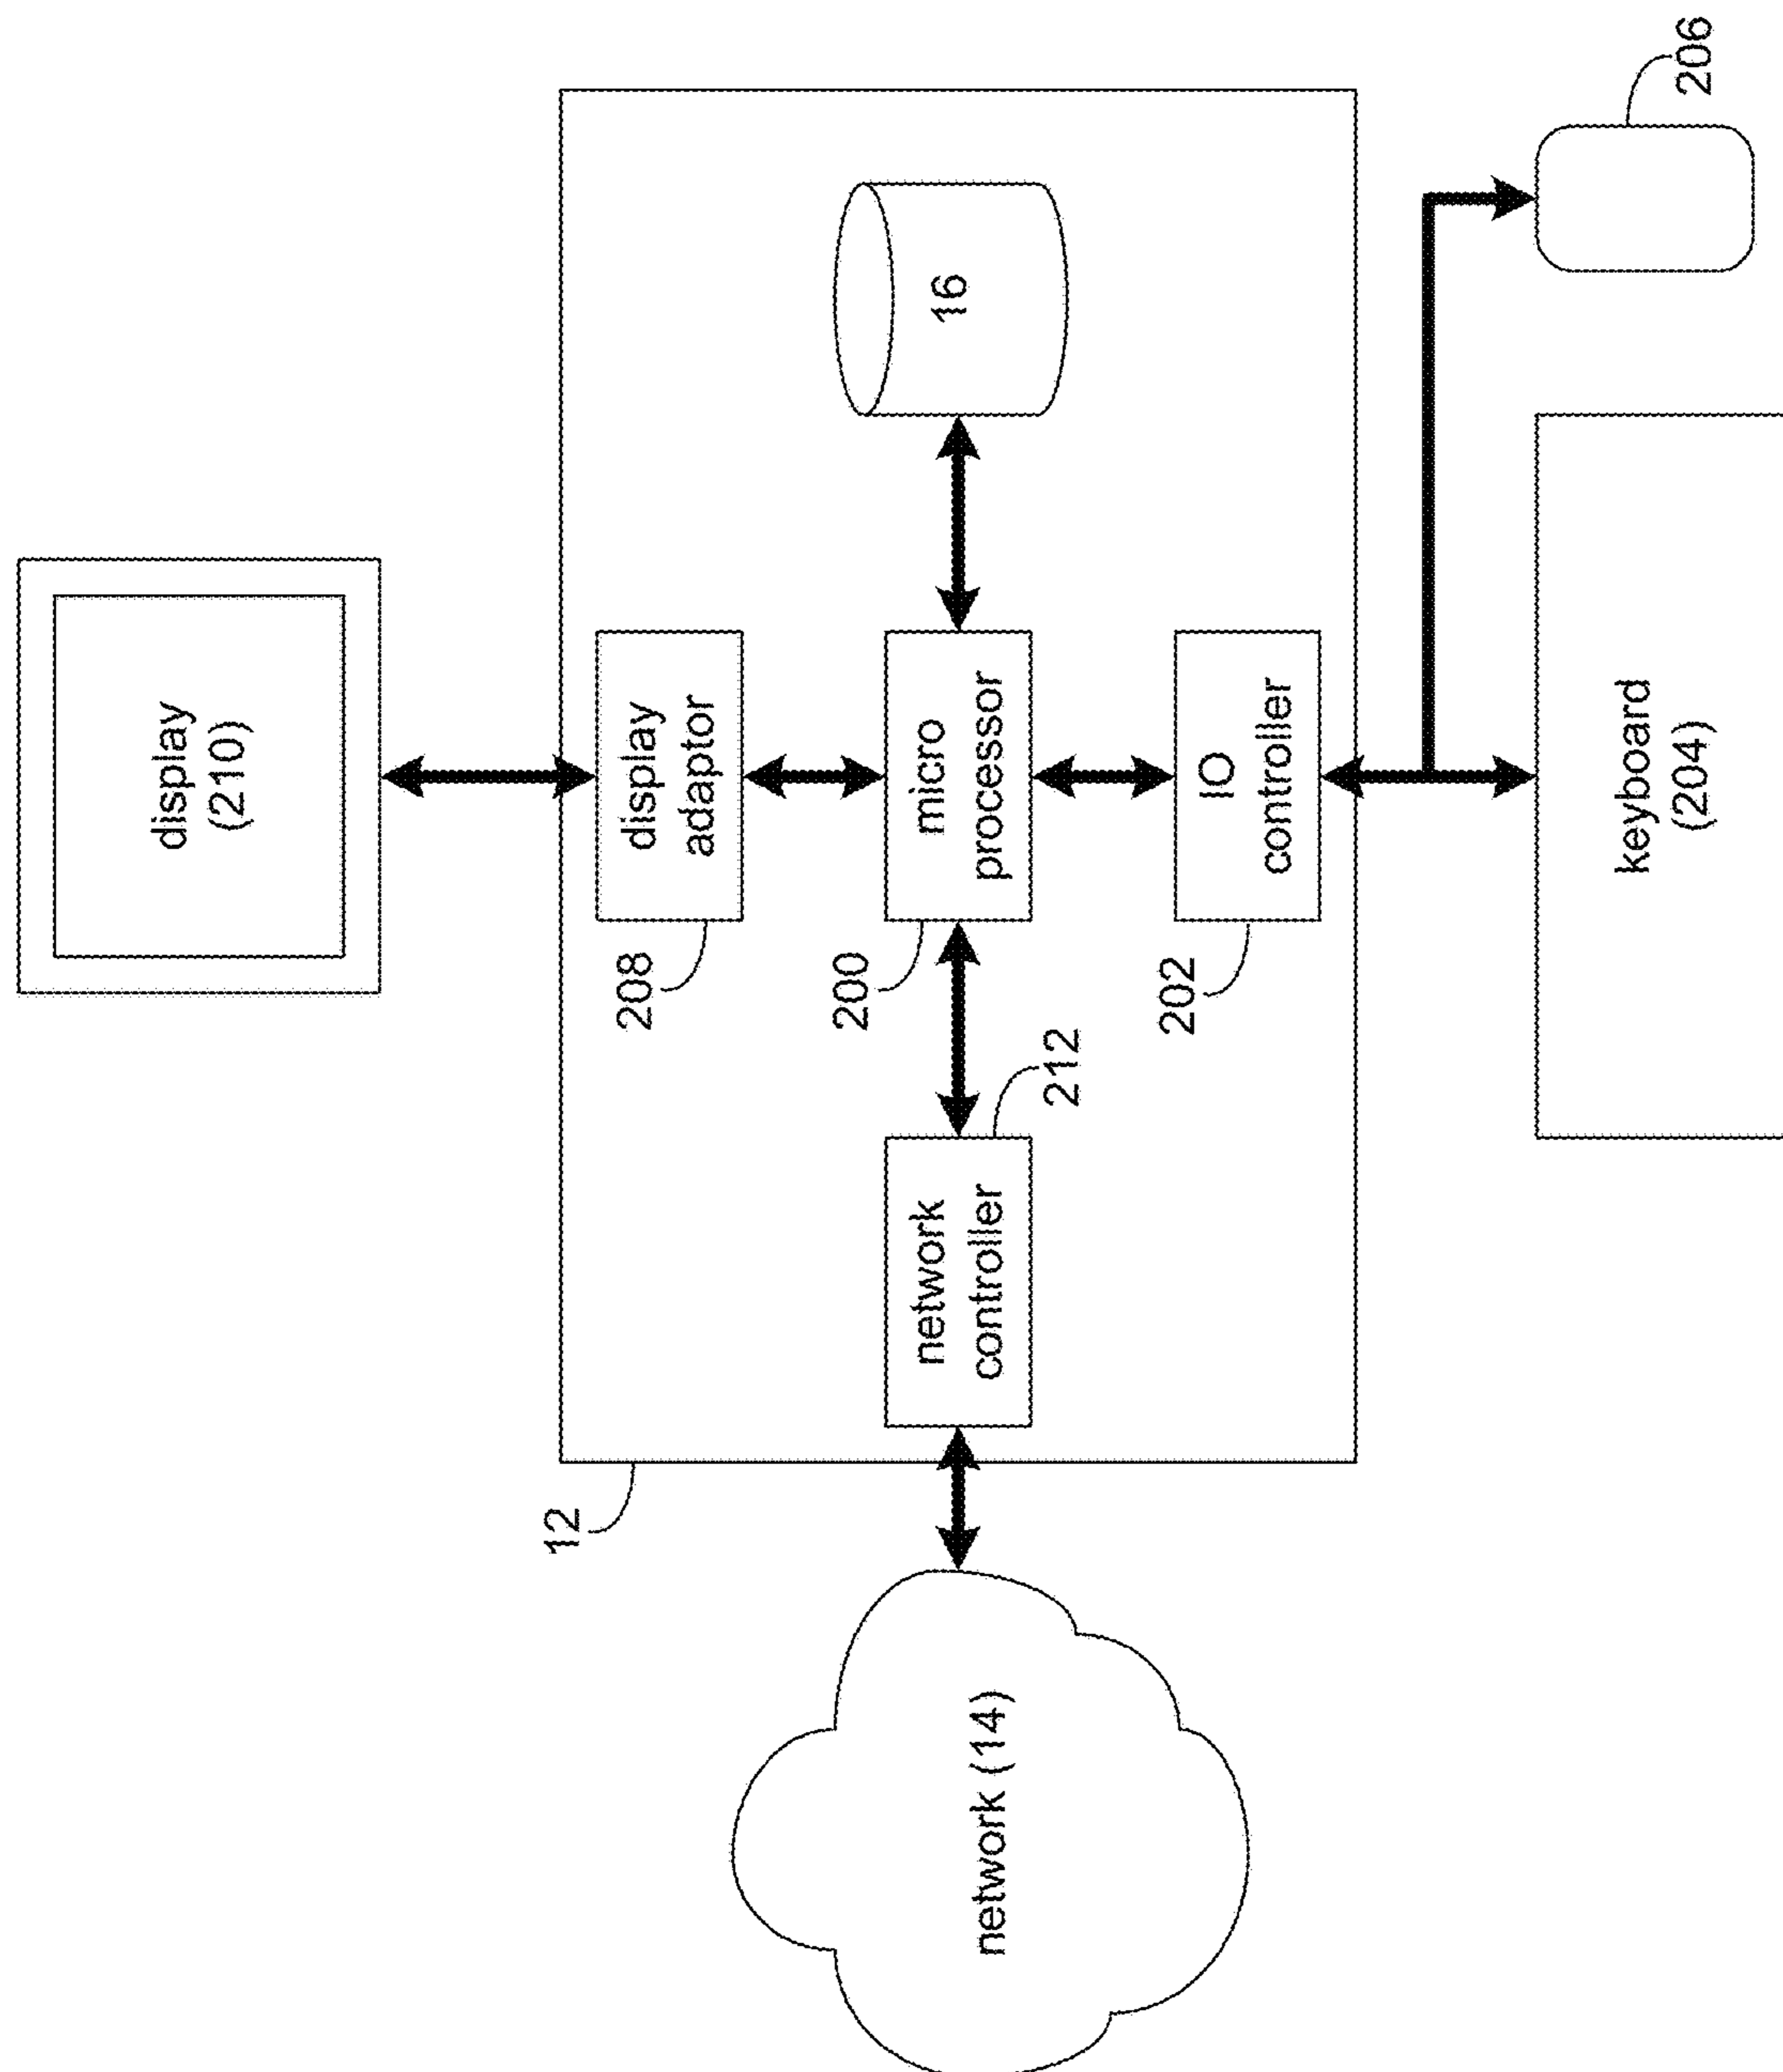 display
(210)
display
adaptor
208
micro
processor
200
16
network
controller
212
IO
controller
202
12
network (14)
keyboard
(204)
206